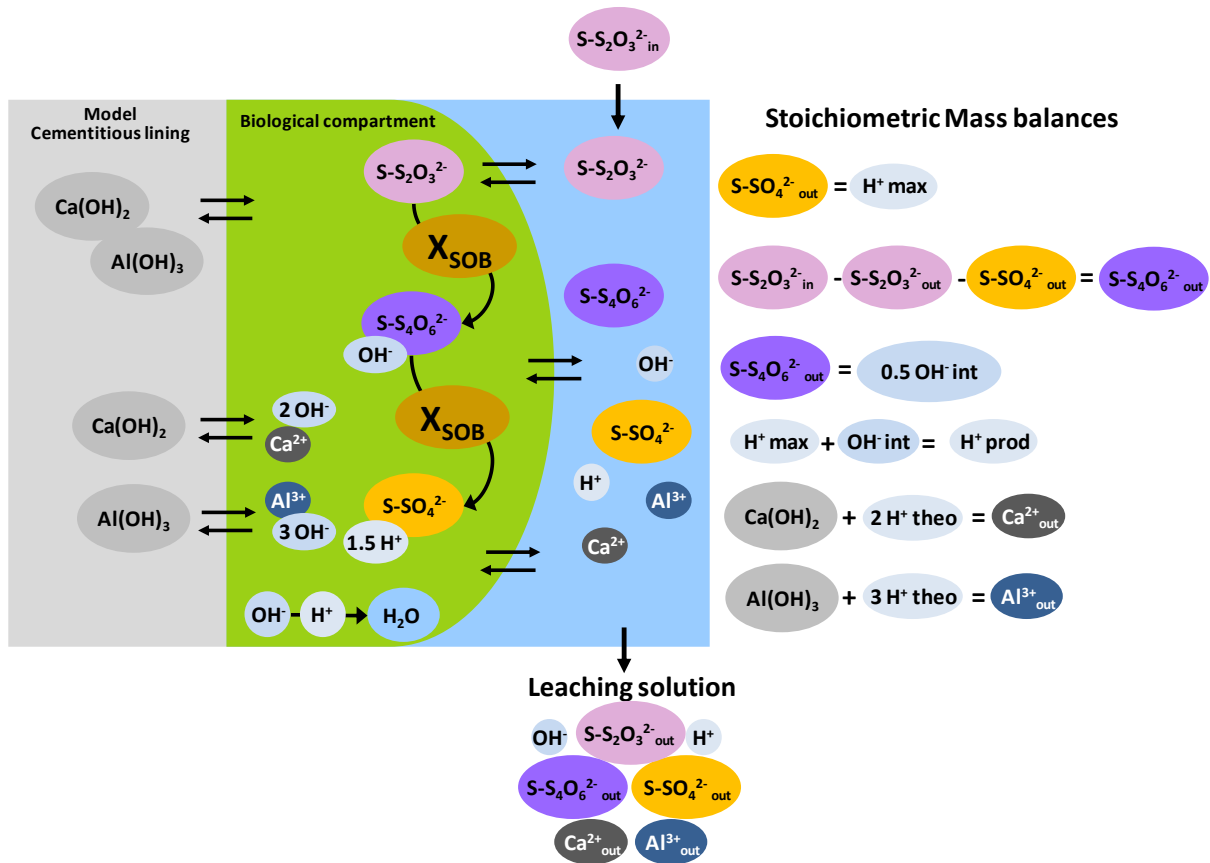 S-S₂O₃²⁻in
Model
Cementitious lining
Biological compartment
S-S₂O₃²⁻
S-S₂O₃²⁻
Ca(OH)₂
Al(OH)₃
X_SOB
S-S₄O₆²⁻
OH⁻
S-S₄O₆²⁻
OH⁻
Ca(OH)₂
2 OH⁻
Ca²⁺
X_SOB
S-SO₄²⁻
H⁺
Al³⁺
Al(OH)₃
Al³⁺
3 OH⁻
S-SO₄²⁻
1.5 H⁺
Ca²⁺
OH⁻
H⁺
H₂O
Stoichiometric Mass balances
S-SO₄²⁻out = H⁺ max
S-S₂O₃²⁻in - S-S₂O₃²⁻out - S-SO₄²⁻out = S-S₄O₆²⁻out
S-S₄O₆²⁻out = 0.5 OH⁻ int
H⁺ max + OH⁻ int = H⁺ prod
Ca(OH)₂ + 2 H⁺ theo = Ca²⁺out
Al(OH)₃ + 3 H⁺ theo = Al³⁺out
Leaching solution
OH⁻
S-S₂O₃²⁻out
H⁺
S-S₄O₆²⁻out
S-SO₄²⁻out
Ca²⁺out
Al³⁺out